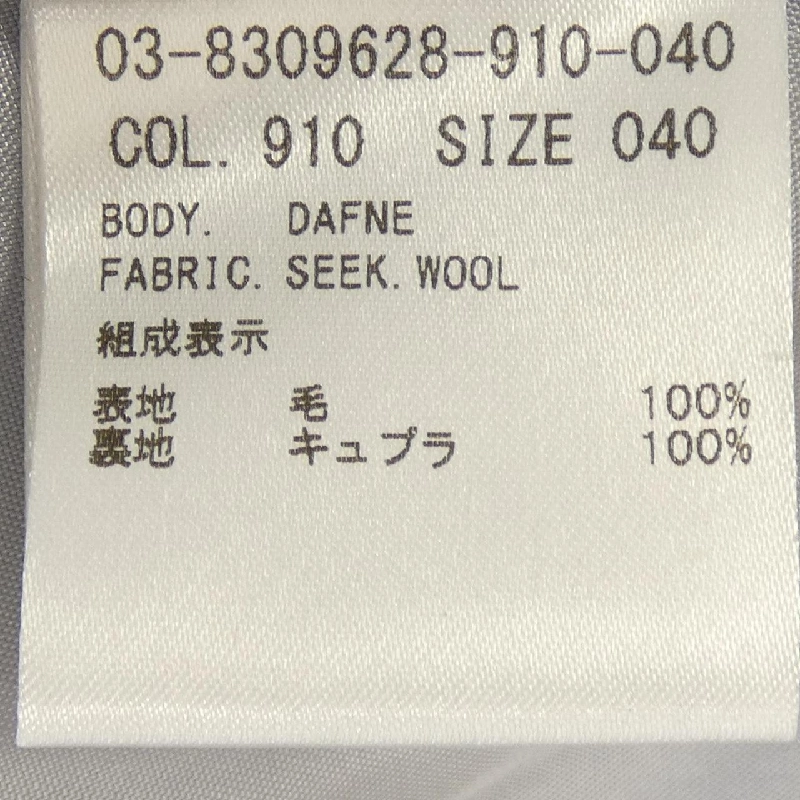 03-8309628-910-040
COL. 910 SIZE 040
BODY. DAFNE
FABRIC. SEEK. WOOL
組成表示
表地 毛 100%
裏地 キュプラ 100%